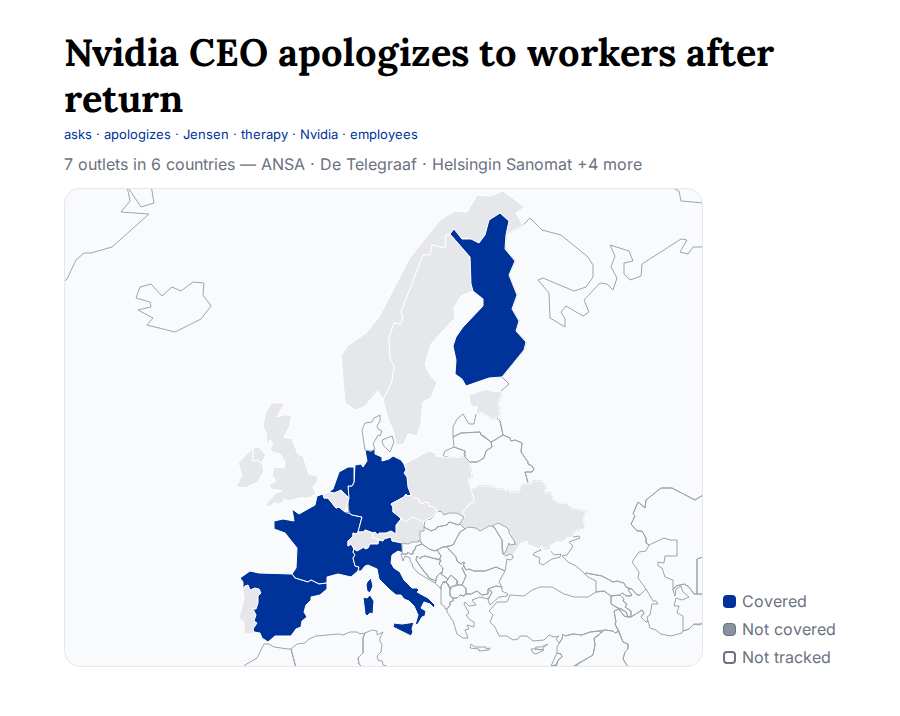 Nvidia CEO apologizes to workers after
return
asks · apologizes · Jensen · therapy · Nvidia · employees
7 outlets in 6 countries — ANSA · De Telegraaf · Helsingin Sanomat +4 more
Covered
Not covered
Not tracked